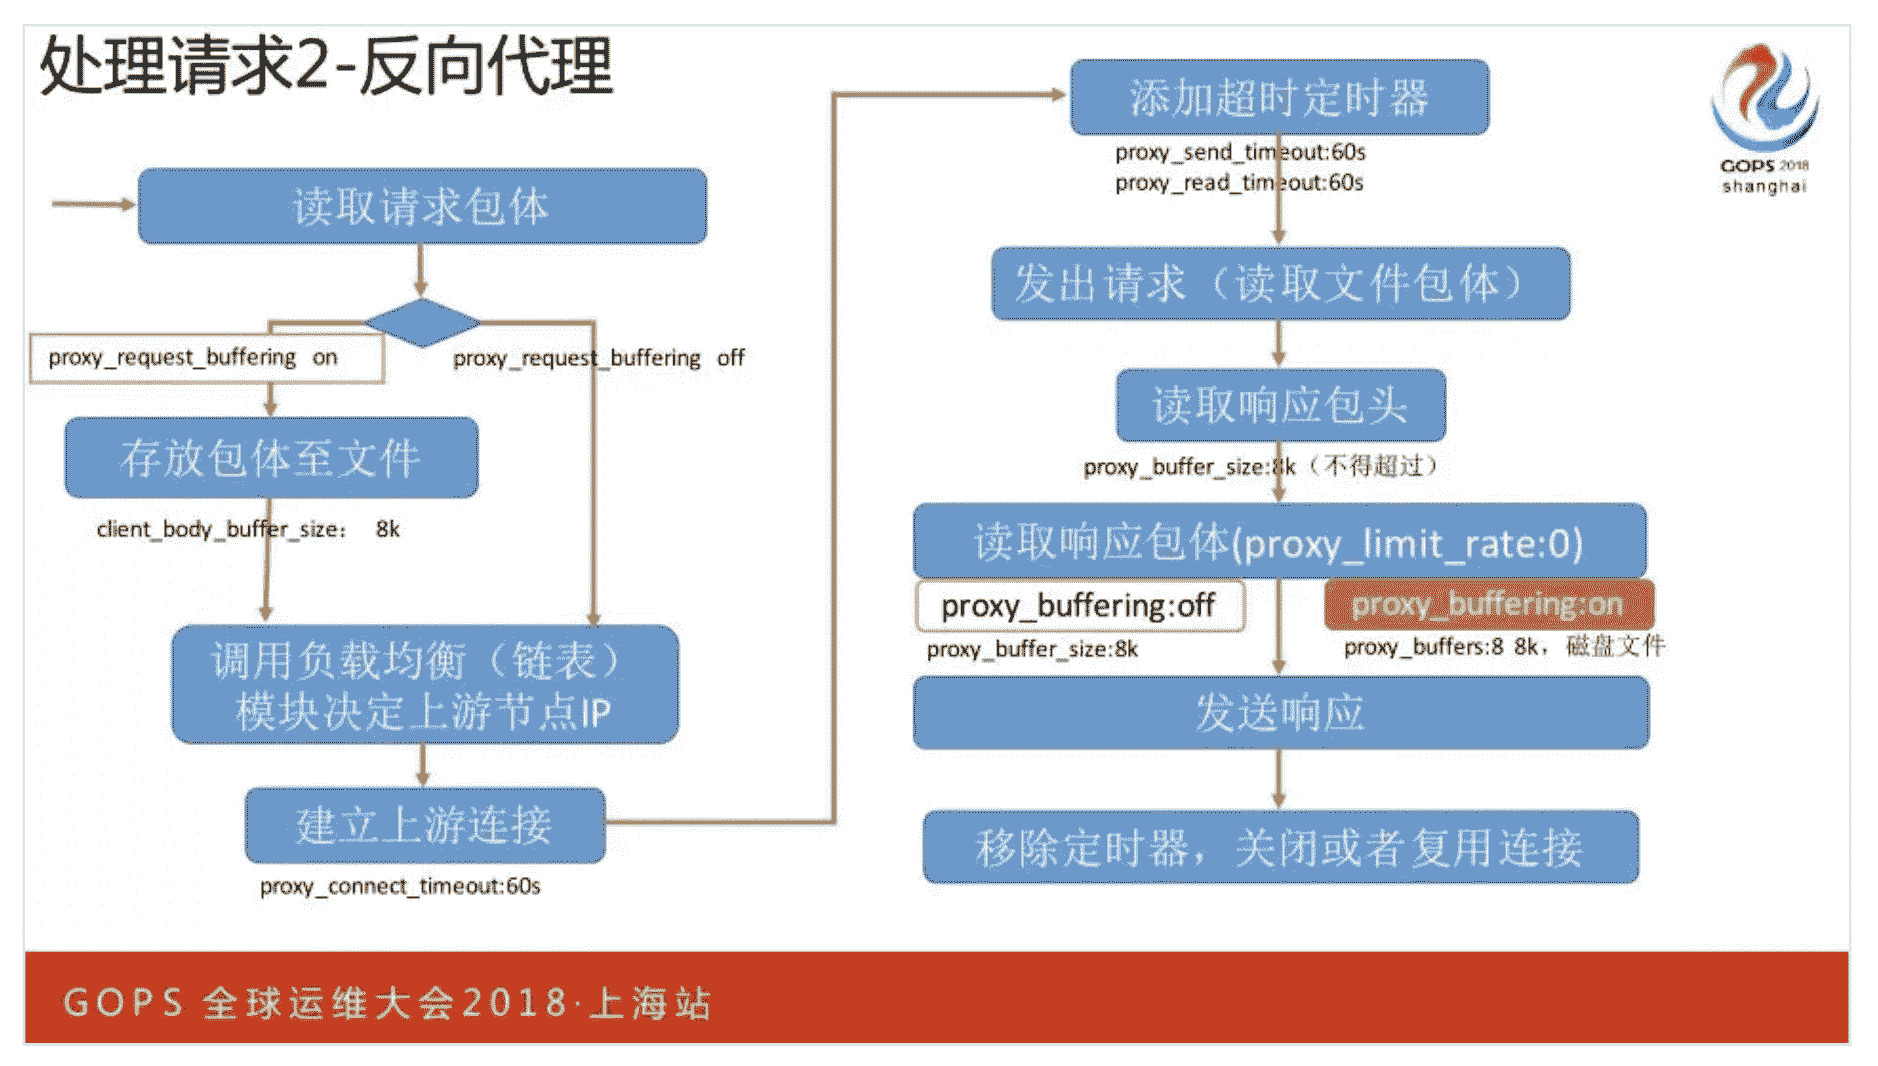 处理请求2-反向代理
读取请求包体
proxy_request_buffering on
proxy_request_buffering off
存放包体至文件
client_body_buffer_size: 8k
调用负载均衡（链表）
模块决定上游节点IP
建立上游连接
proxy_connect_timeout:60s
添加超时定时器
proxy_send_timeout:60s
proxy_read_timeout:60s
发出请求（读取文件包体）
读取响应包头
proxy_buffer_size:8k（不得超过）
读取响应包体(proxy_limit_rate:0)
proxy_buffering:off
proxy_buffering:on
proxy_buffer_size:8k
proxy_buffers:8 8k，磁盘文件
发送响应
移除定时器，关闭或者复用连接
GOPS 2018
shanghai
GOPS 全球运维大会2018·上海站